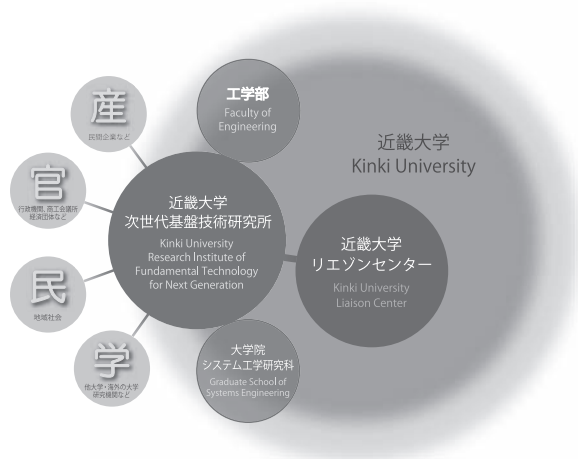 産
民間企業など
官
行政機関、商工会議所
経済団体など
民
地域社会
学
他大学・海外の大学
研究機関など
工学部
Faculty of
Engineering
近畿大学
次世代基盤技術研究所
Kinki University
Research Institute of
Fundamental Technology
for Next Generation
大学院
システム工学研究科
Graduate School of
Systems Engineering
近畿大学
Kinki University
近畿大学
リエゾンセンター
Kinki University
Liaison Center